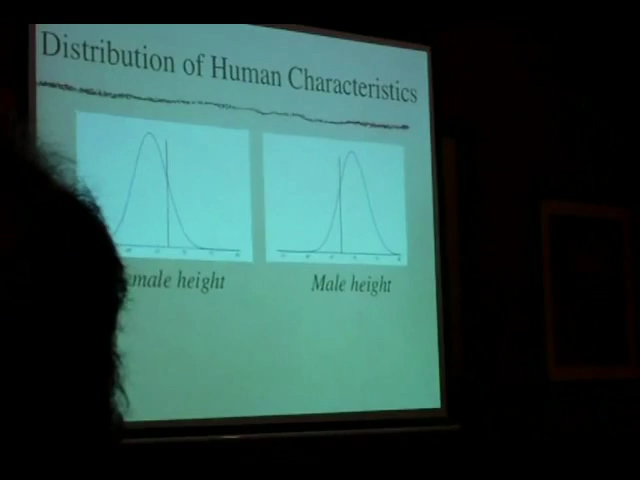 Distribution of Human Characteristics
male height
Male height